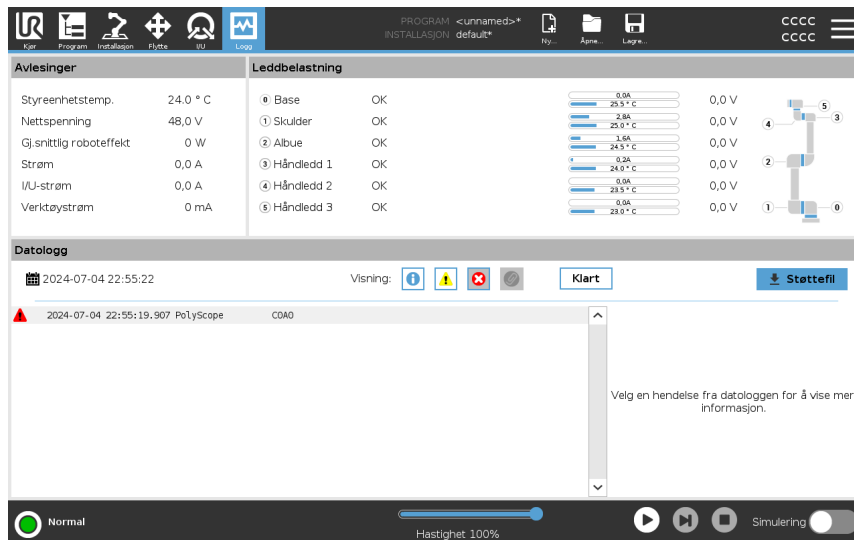 PROGRAM <unnamed>*
INSTALLASJON default*
CCCC
CCCC
Kjør Program Installasjon Flytte I/U Logg Ny... Åpne... Lagre...
Avlesinger
Styreenhetstemp. 24.0 ° C
Nettspenning 48,0 V
Gj.snittlig roboteffekt 0 W
Strøm 0,0 A
I/U-strøm 0,0 A
Verktøystrøm 0 mA
Leddbelastning
0 Base OK 0,0A 25.5 ° C 0,0 V
1 Skulder OK 2,8A 25.0 ° C 0,0 V
2 Albue OK 1,6A 24.5 ° C 0,0 V
3 Håndledd 1 OK 0,2A 24.0 ° C 0,0 V
4 Håndledd 2 OK 0,0A 23.5 ° C 0,0 V
5 Håndledd 3 OK 0,0A 23.0 ° C 0,0 V
5
4 3
2
1 0
Datologg
2024-07-04 22:55:22 Visning: Klart Støttefil
2024-07-04 22:55:19.907 PolyScope C0A0
Velg en hendelse fra datologgen for å vise mer
informasjon.
Normal Hastighet 100% Simulering